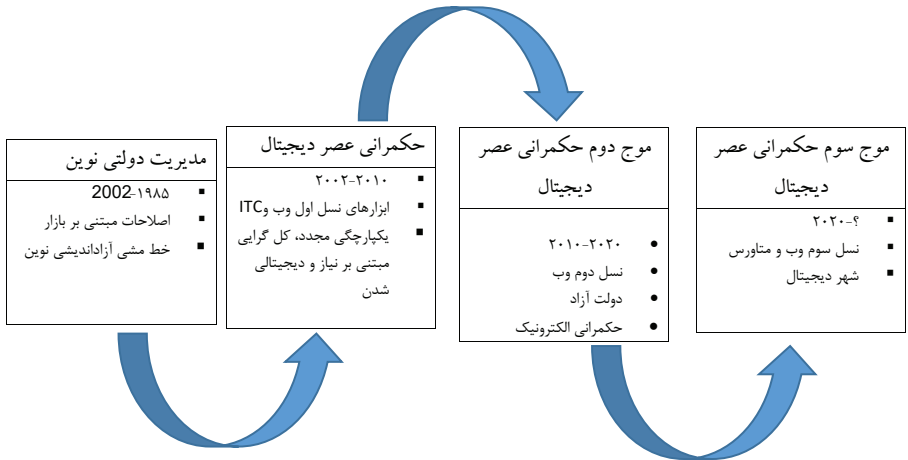 مدیریت دولتی نوین
۱۹۸۵-2002
اصلاحات مبتنی بر بازار
خط مشی آزاداندیشی نوین
حکمرانی عصر دیجیتال
۲۰۰۲-۲۰۱۰
ابزارهای نسل اول وب وITC
یکپارچگی مجدد، کل گرایی
مبتنی بر نیاز و دیجیتالی
شدن
موج دوم حکمرانی عصر
دیجیتال
۲۰۱۰-۲۰۲۰
نسل دوم وب
دولت آزاد
حکمرانی الکترونیک
موج سوم حکمرانی عصر
دیجیتال
؟-۲۰۲۰
نسل سوم وب و متاورس
شهر دیجیتال